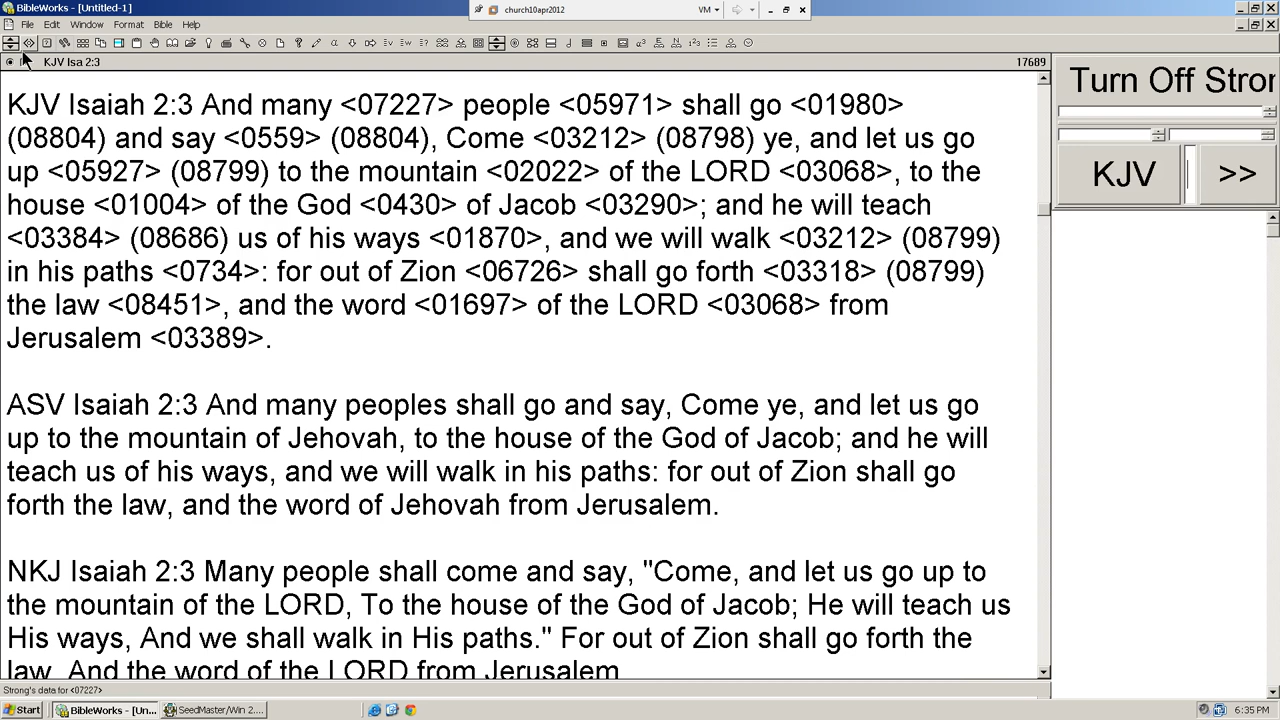 BibleWorks - [Untitled-1]
church10apr2012
VM
File Edit Window Format Bible Help
KJV Isa 2:3
17689
KJV Isaiah 2:3 And many <07227> people <05971> shall go <01980>
(08804) and say <0559> (08804), Come <03212> (08798) ye, and let us go
up <05927> (08799) to the mountain <02022> of the LORD <03068>, to the
house <01004> of the God <0430> of Jacob <03290>; and he will teach
<03384> (08686) us of his ways <01870>, and we will walk <03212> (08799)
in his paths <0734>: for out of Zion <06726> shall go forth <03318> (08799)
the law <08451>, and the word <01697> of the LORD <03068> from
Jerusalem <03389>.
ASV Isaiah 2:3 And many peoples shall go and say, Come ye, and let us go
up to the mountain of Jehovah, to the house of the God of Jacob; and he will
teach us of his ways, and we will walk in his paths: for out of Zion shall go
forth the law, and the word of Jehovah from Jerusalem.
NKJ Isaiah 2:3 Many people shall come and say, "Come, and let us go up to
the mountain of the LORD, To the house of the God of Jacob; He will teach us
His ways, And we shall walk in His paths." For out of Zion shall go forth the
law, And the word of the LORD from Jerusalem
Turn Off Stron
KJV
>>
Strong's data for <07227>
Start
BibleWorks - [Un...
SeedMaster/Win 2....
6:35 PM